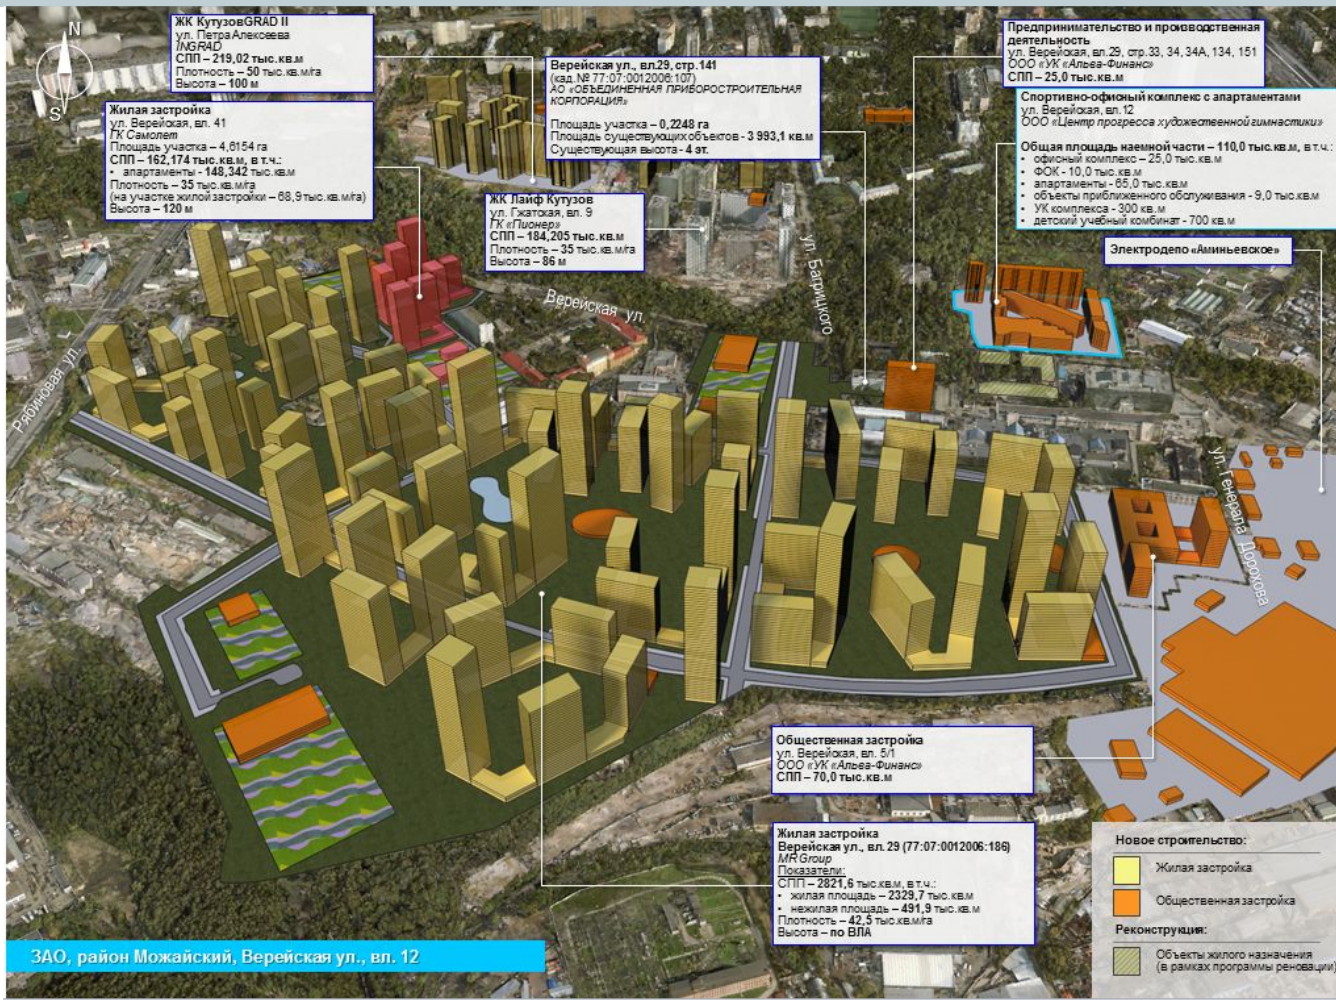 N
S
ЖК КутузовGRAD II
ул. Петра Алексеева
INGRAD
СПП – 219,02 тыс.кв.м
Плотность – 50 тыс.кв.м/га
Высота – 100 м
Жилая застройка
ул. Верейская, вл. 41
ГК Самолет
Площадь участка – 4,6154 га
СПП – 162,174 тыс.кв.м, в т.ч.:
• апартаменты - 148,342 тыс.кв.м
Плотность – 35 тыс.кв.м/га
(на участке жилой застройки – 68,9 тыс.кв.м/га)
Высота – 120 м
Верейская ул., вл.29, стр.141
(кад.№ 77:07:0012006:107)
АО «ОБЪЕДИНЕННАЯ ПРИБОРОСТРОИТЕЛЬНАЯ
КОРПОРАЦИЯ»
Площадь участка – 0,2248 га
Площадь существующих объектов - 3 993,1 кв.м
Существующая высота - 4 эт.
ЖК Лайф Кутузов
ул. Гжатская, вл. 9
ГК «Пионер»
СПП – 184,205 тыс.кв.м
Плотность – 35 тыс.кв.м/га
Высота – 86 м
Предпринимательство и производственная
деятельность
ул. Верейская, вл.29, стр.33, 34, 34А, 134, 151
ООО «УК «Альва-Финанс»
СПП – 25,0 тыс.кв.м
Спортивно-офисный комплекс с апартаментами
ул. Верейская, вл.12
ООО «Центр прогресса художественной гимнастики»
Общая площадь наземной части – 110,0 тыс.кв.м, в т.ч.:
• офисный комплекс – 25,0 тыс.кв.м
• ФОК - 10,0 тыс.кв.м
• апартаменты - 65,0 тыс.кв.м
• объекты приближенного обслуживания - 9,0 тыс.кв.м
• УК комплекса - 300 кв.м
• детский учебный комбинат - 700 кв.м
Электродепо «Аминьевское»
Верейская ул.
ул. Багрицкого
Рябиновая ул.
ул. Генерала Дорохова
Общественная застройка
ул. Верейская, вл. 5/1
ООО «УК «Альва-Финанс»
СПП – 70,0 тыс.кв.м
Жилая застройка
Верейская ул., вл. 29 (77:07:0012006:186)
MR Group
Показатели:
СПП – 2821,6 тыс.кв.м, в т.ч.:
• жилая площадь – 2329,7 тыс.кв.м
• нежилая площадь – 491,9 тыс.кв.м
Плотность – 42,5 тыс.кв.м/га
Высота – по ВЛА
Новое строительство:
Жилая застройка
Общественная застройка
Реконструкция:
Объекты жилого назначения
(в рамках программы реновации)
ЗАО, район Можайский, Верейская ул., вл. 12